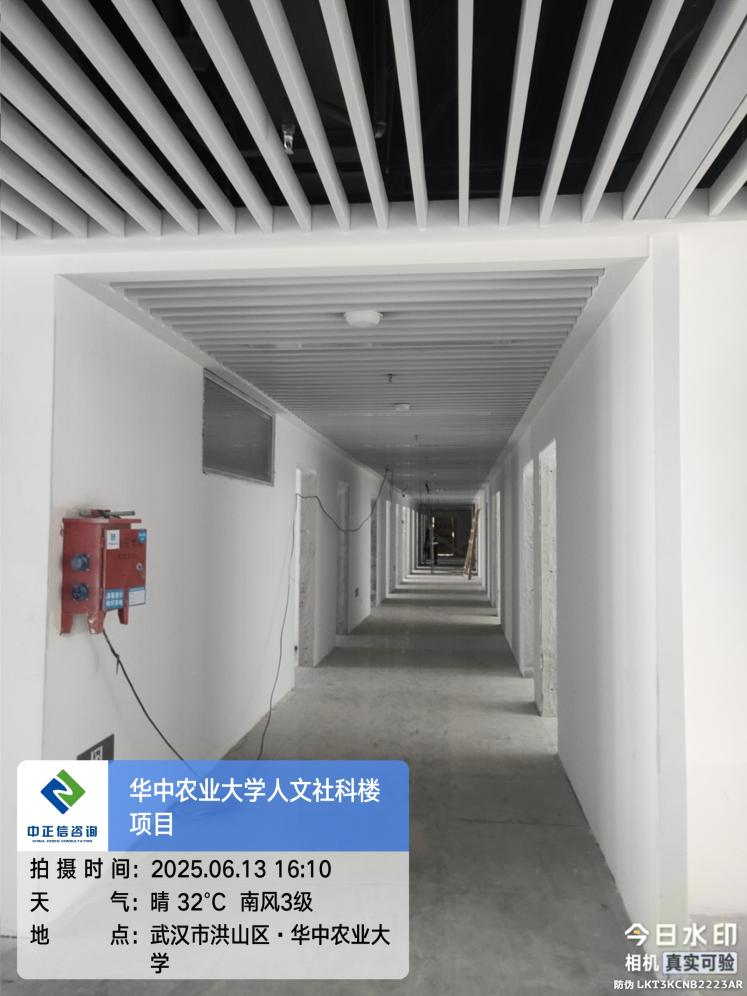 华中农业大学人文社科楼
项目
中正信咨询
CHINA ZEXIN CONSULTATION
拍摄时间: 2025.06.13 16:10
天气: 晴 32℃ 南风3级
地点: 武汉市洪山区·华中农业大
学
今日水印
相机 真实可验
防伪 LKT3KCNB2223AR